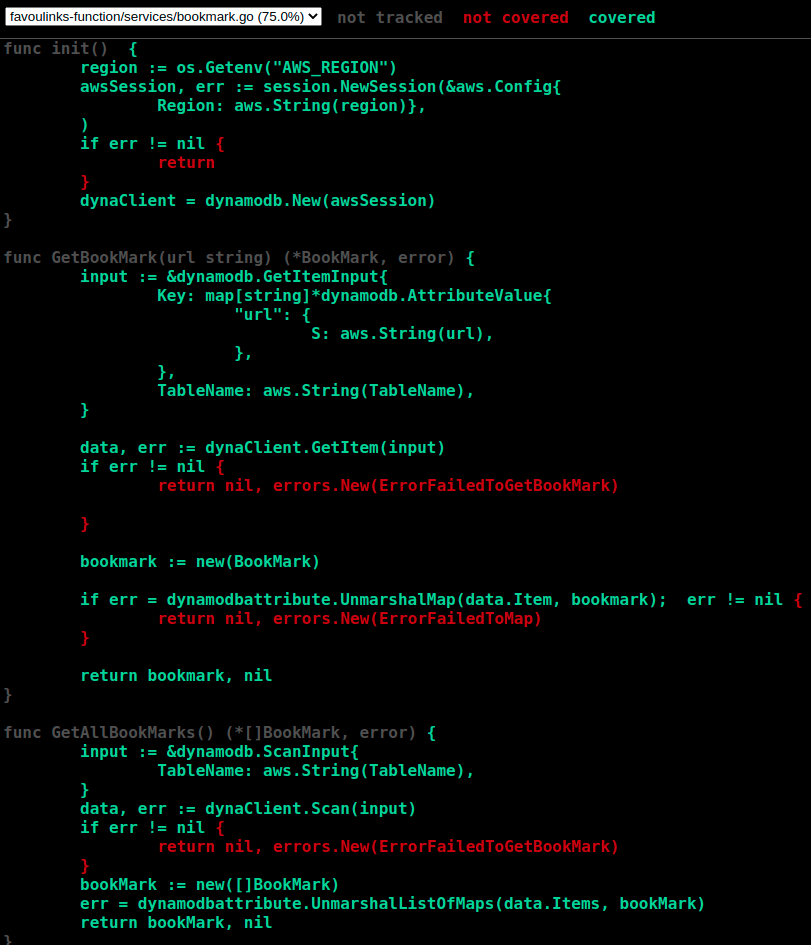 favoulinks-function/services/bookmark.go (75.0%) not tracked not covered covered
func init()  {
        region := os.Getenv("AWS_REGION")
        awsSession, err := session.NewSession(&aws.Config{
                Region: aws.String(region)},
        )
        if err != nil {
                return
        }
        dynaClient = dynamodb.New(awsSession)
}
func GetBookMark(url string) (*BookMark, error) {
        input := &dynamodb.GetItemInput{
                Key: map[string]*dynamodb.AttributeValue{
                        "url": {
                                S: aws.String(url),
                        },
                },
                TableName: aws.String(TableName),
        }
        data, err := dynaClient.GetItem(input)
        if err != nil {
                return nil, errors.New(ErrorFailedToGetBookMark)
        }
        bookmark := new(BookMark)
        if err = dynamodbattribute.UnmarshalMap(data.Item, bookmark);  err != nil {
                return nil, errors.New(ErrorFailedToMap)
        }
        return bookmark, nil
}
func GetAllBookMarks() (*[]BookMark, error) {
        input := &dynamodb.ScanInput{
                TableName: aws.String(TableName),
        }
        data, err := dynaClient.Scan(input)
        if err != nil {
                return nil, errors.New(ErrorFailedToGetBookMark)
        }
        bookMark := new([]BookMark)
        err = dynamodbattribute.UnmarshalListOfMaps(data.Items, bookMark)
        return bookMark, nil
}